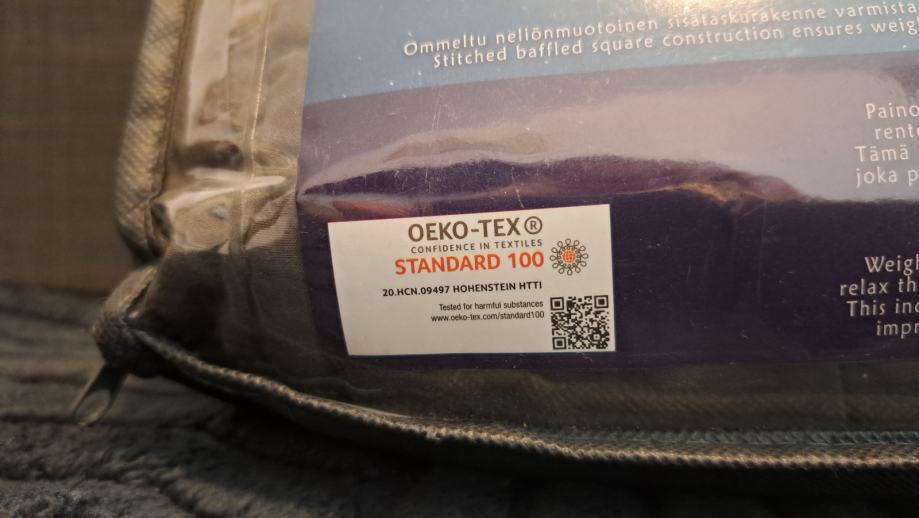 Ommeltu neliönmuotoinen sisätaskurakenne varmista
Stitched baffled square construction ensures weigh
Paino
rent
Tämä
joka p
OEKO-TEX®
CONFIDENCE IN TEXTILES
STANDARD 100
20.HCN.09497 HOHENSTEIN HTTI
Tested for harmful substances
www.oeko-tex.com/standard100
Weigh
relax th
This inc
impr